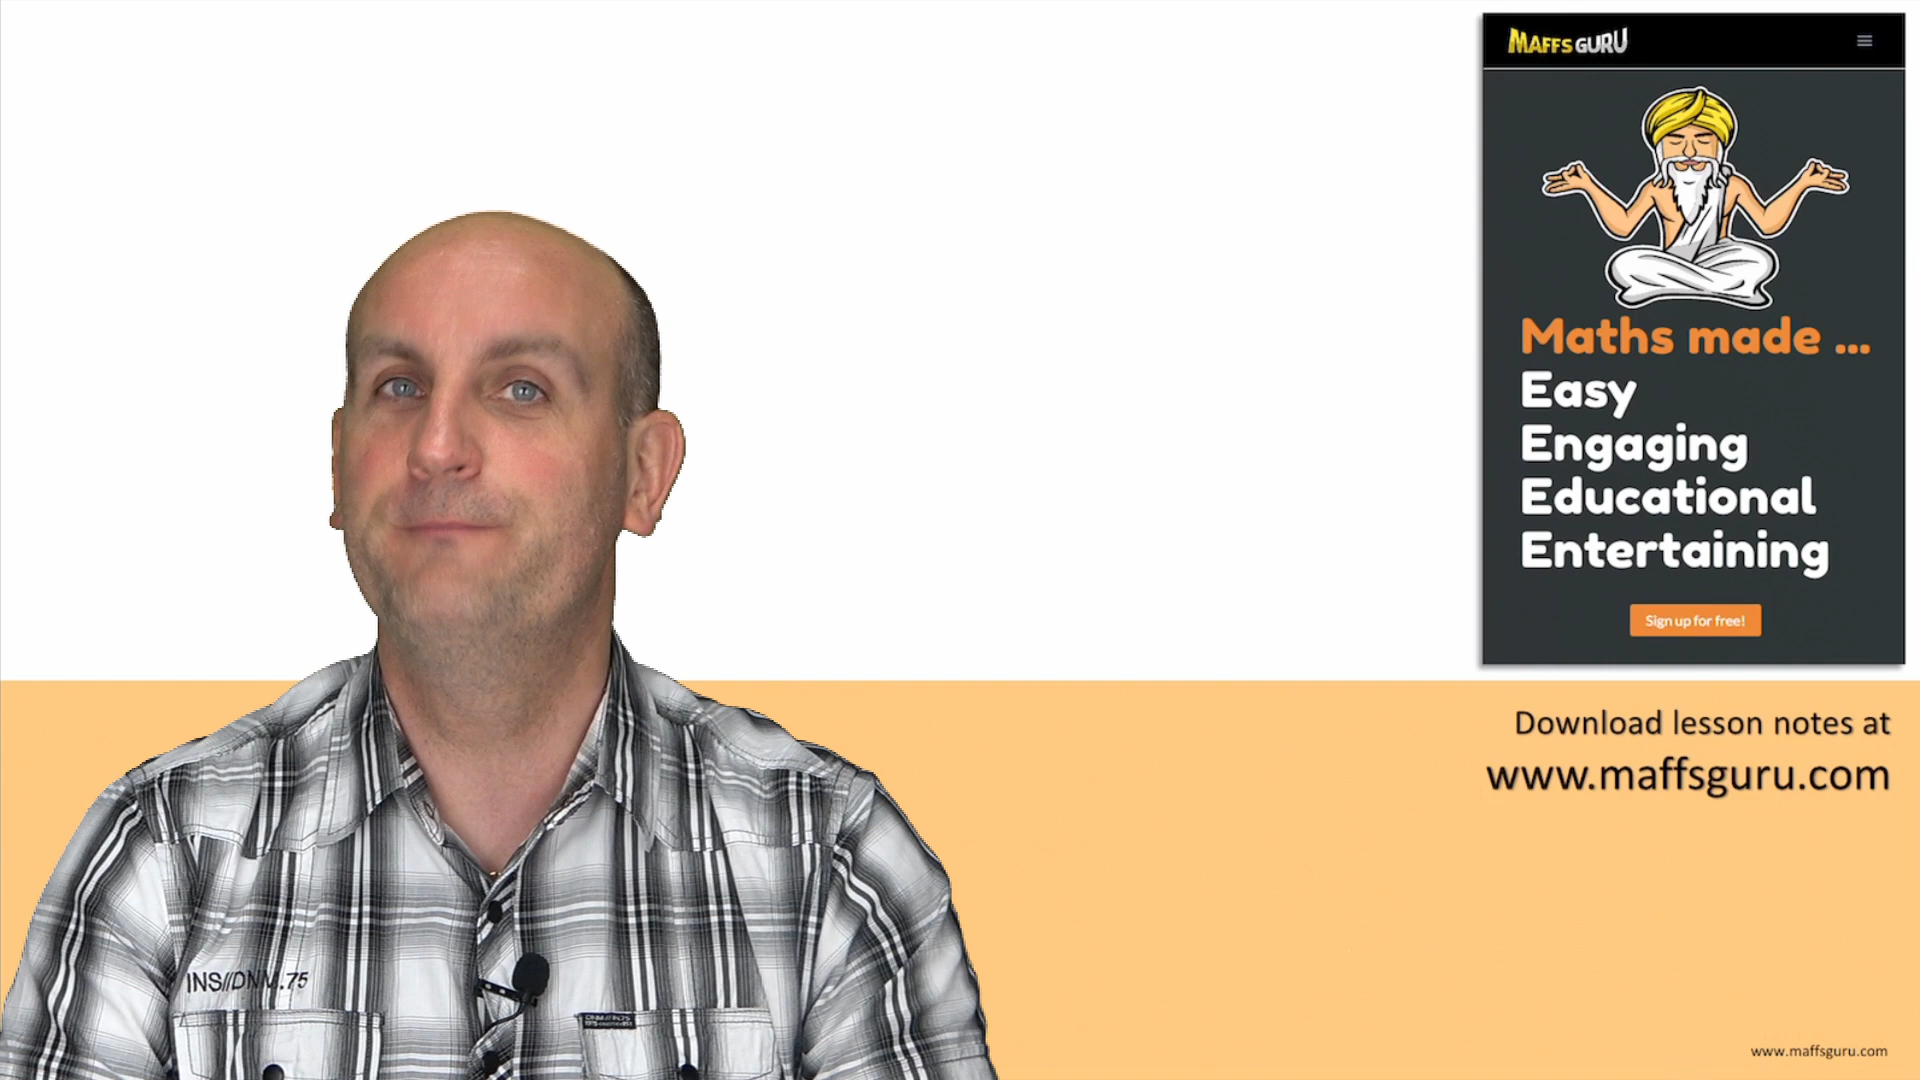 MAFFS GURU
Maths made ...
Easy
Engaging
Educational
Entertaining
Sign up for free!
Download lesson notes at
www.maffsguru.com
INS//DNM.75
www.maffsguru.com